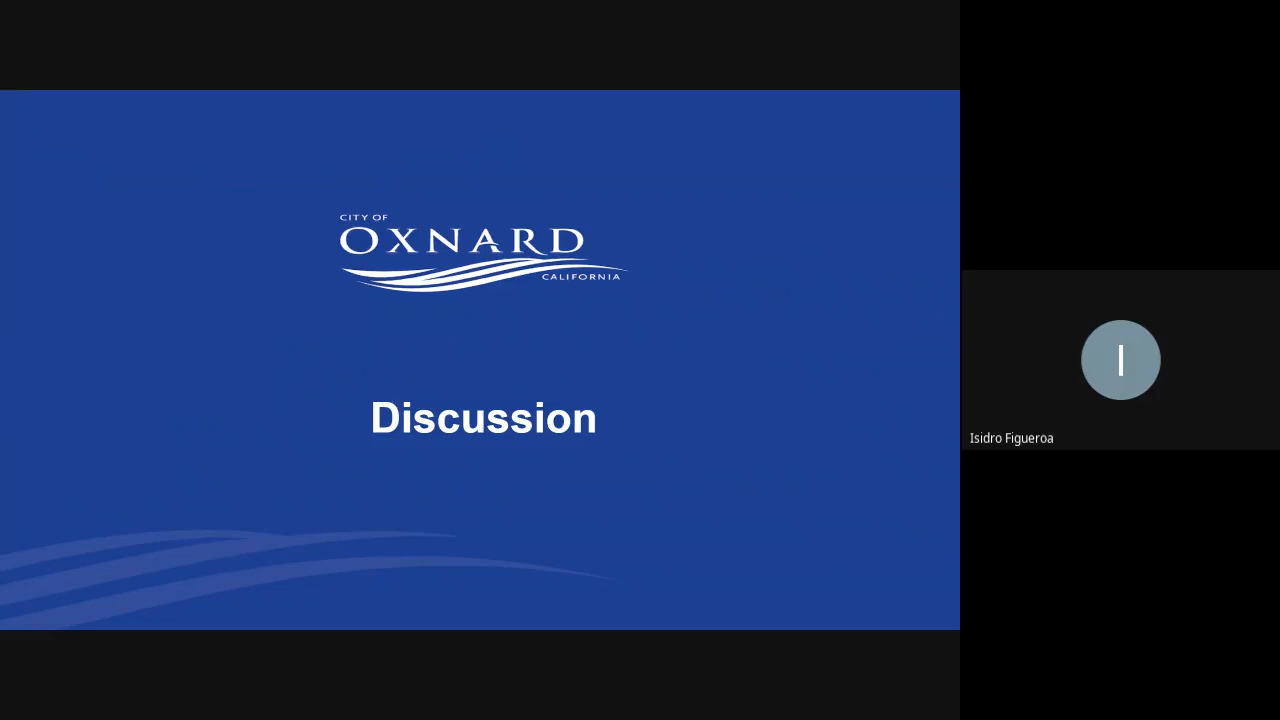 CITY OF
OXNARD
CALIFORNIA
Discussion
I
Isidro Figueroa